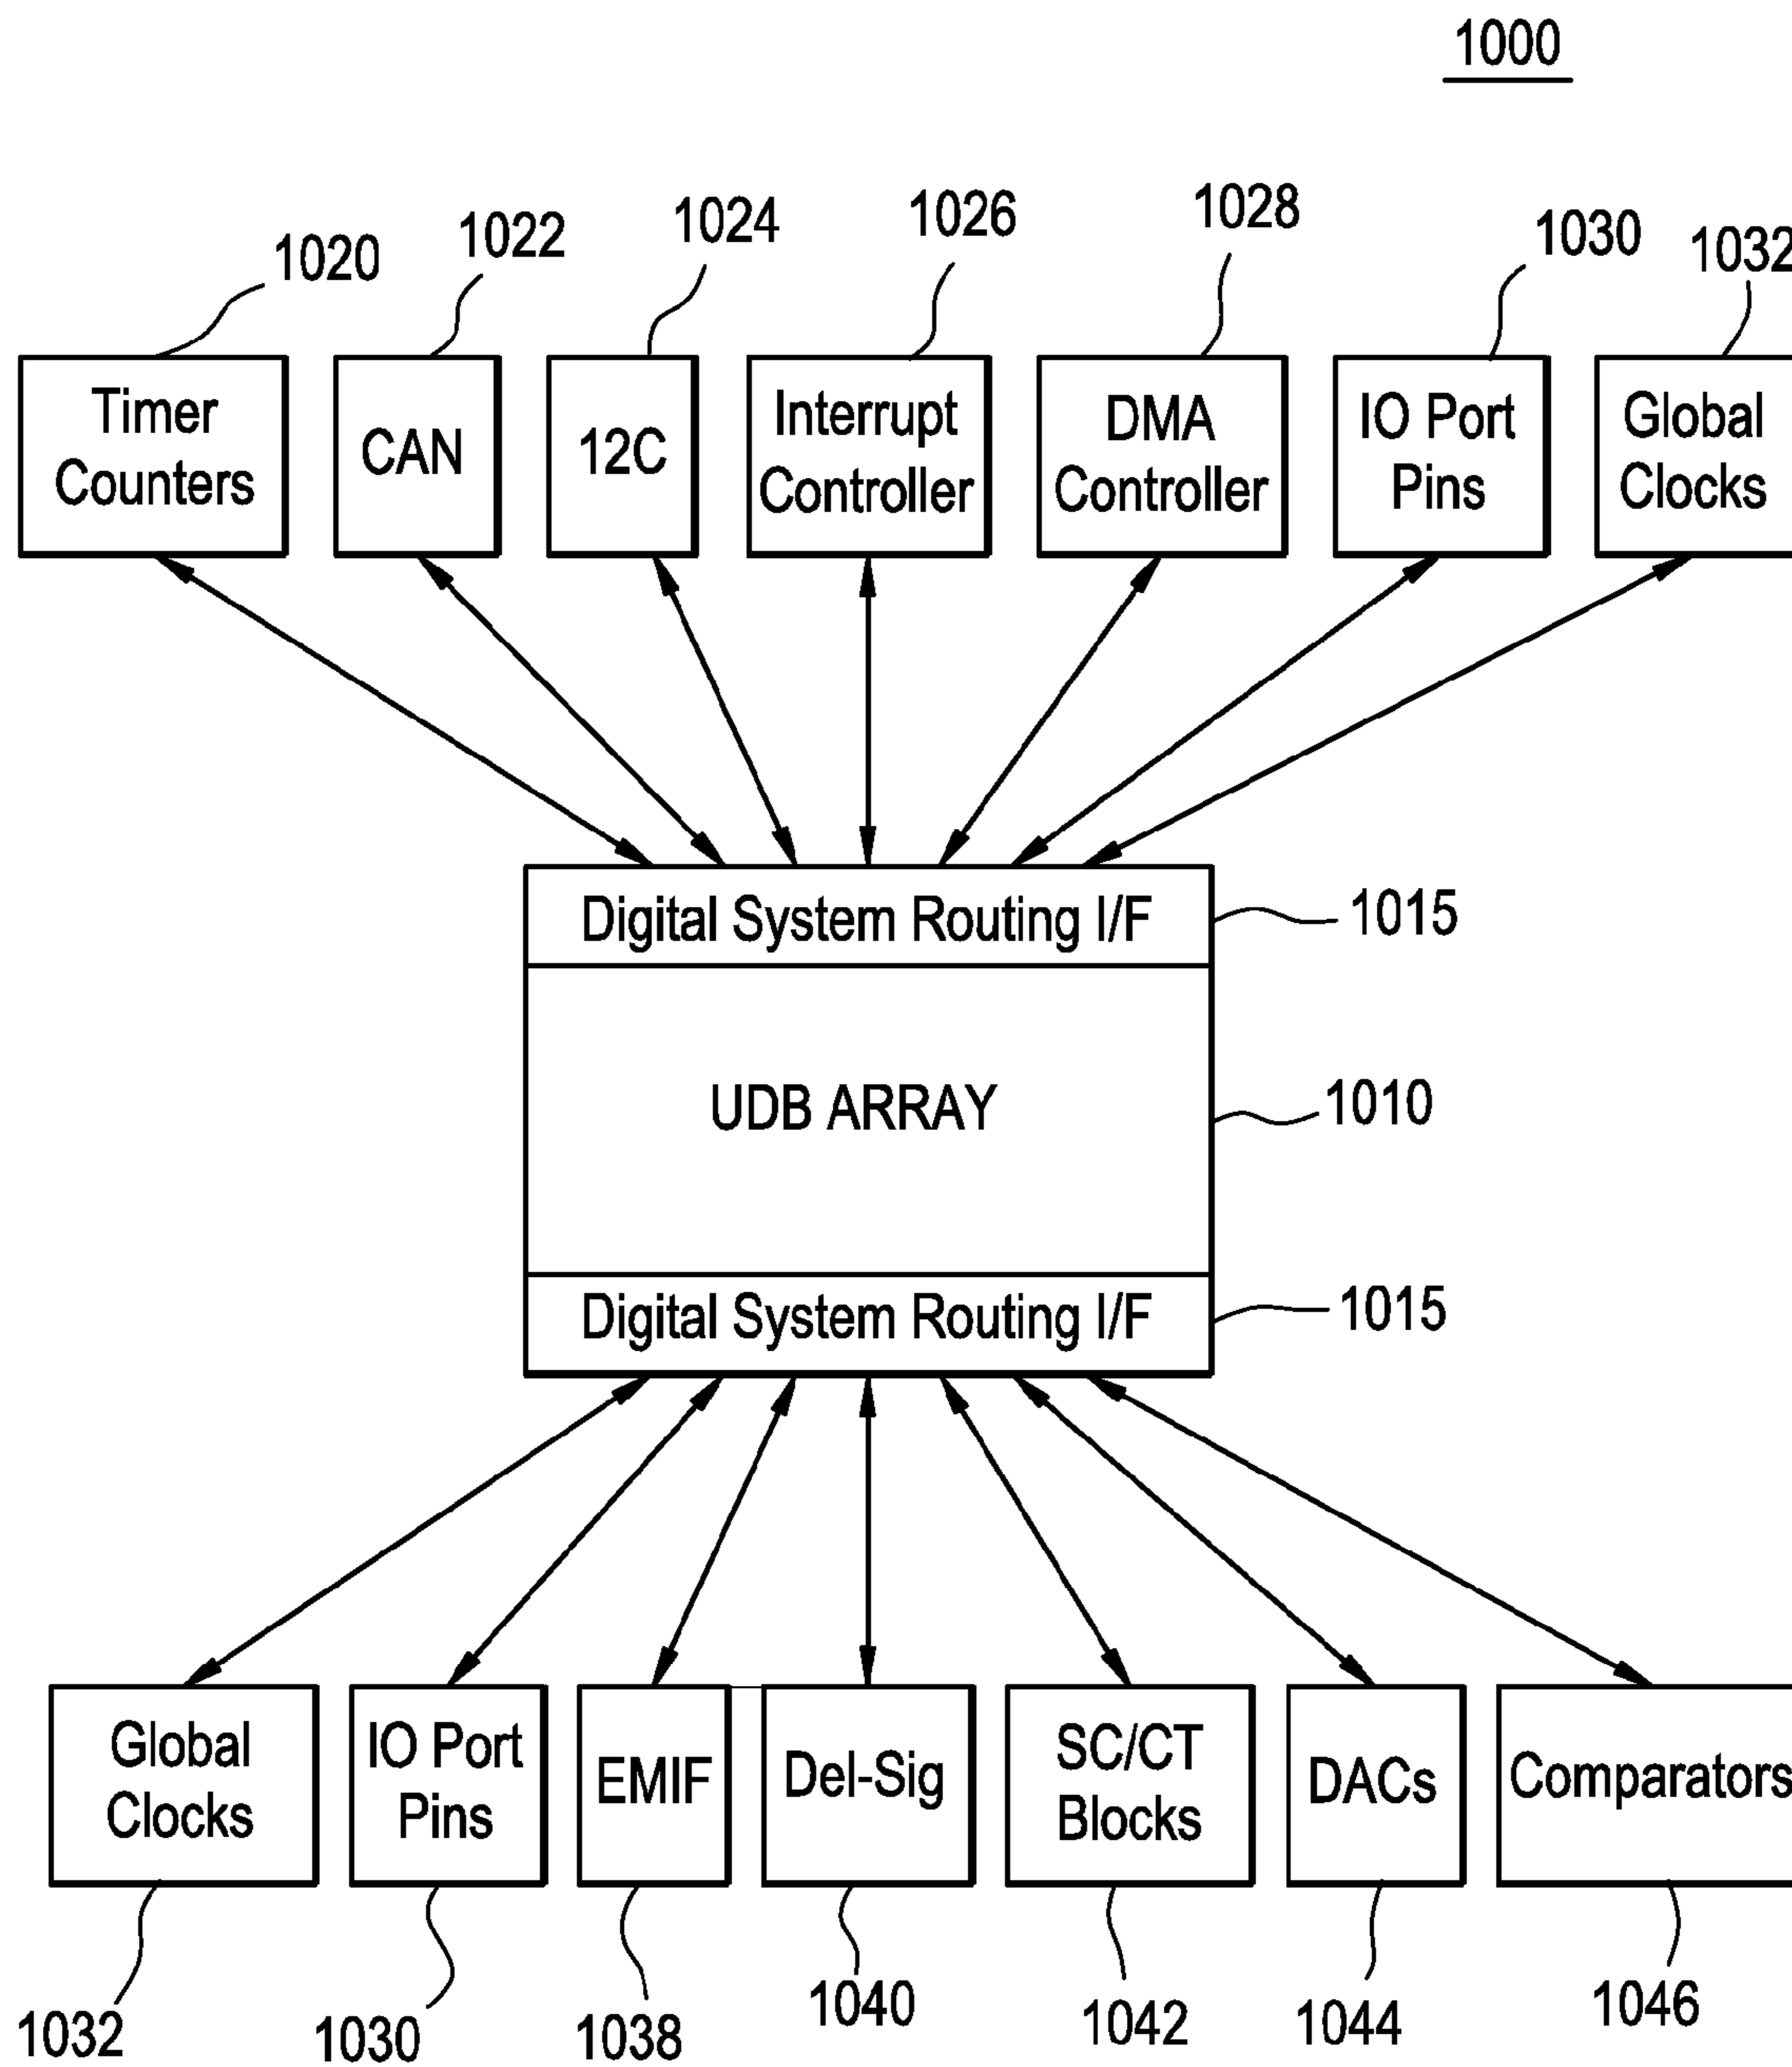 1000
1020
1022
1024
1026
1028
1030
1032
Timer
Counters
CAN
12C
Interrupt
Controller
DMA
Controller
IO Port
Pins
Global
Clocks
Digital System Routing I/F
1015
UDB ARRAY
1010
Digital System Routing I/F
1015
Global
Clocks
IO Port
Pins
EMIF
Del-Sig
SC/CT
Blocks
DACs
Comparators
1032
1030
1038
1040
1042
1044
1046